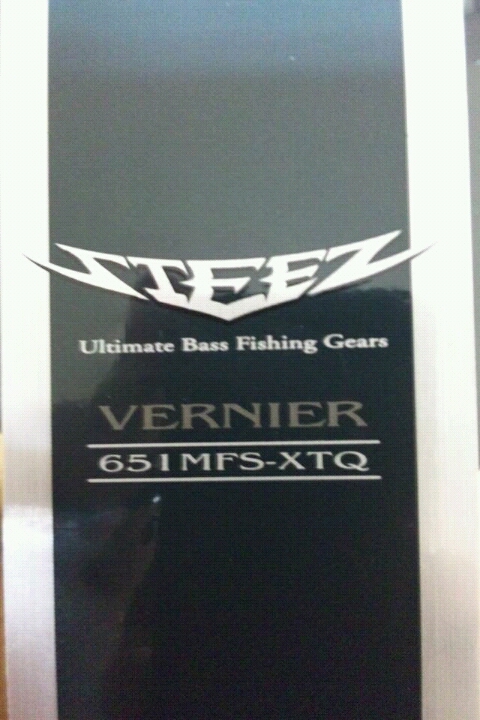 STEEZ
Ultimate Bass Fishing Gears
VERNIER
651MFS-XTQ